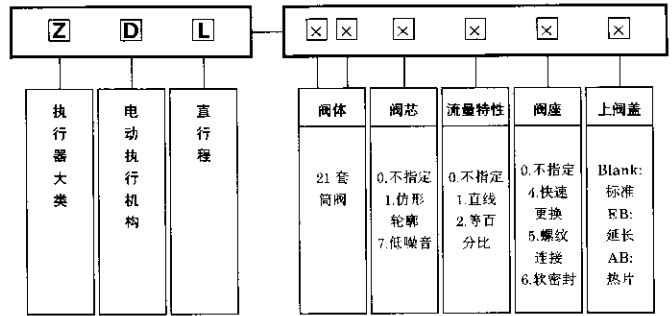 Z D L × × × × × ×
执行器大类
电动执行机构
直行程
阀体
21 套
筒阀
阀芯
0.不指定
1.仿形
轮廓
7.低噪音
流量特性
0.不指定
1.直线
2.等百
分比
阀座
0.不指定
4.快速
更换
5.螺纹
连接
6.软密封
上阀盖
Blank:
标准
EB:
延长
AB:
热片